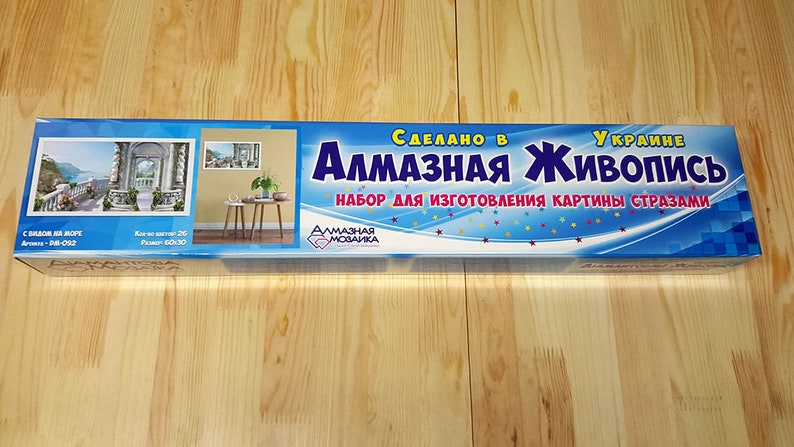 Сделано в Украине
Алмазная Живопись
набор для изготовления картины стразами
С видом на море
Артикул - DM-092
Кол-во цветов: 26
Размер: 60х30
Алмазная
мозаика